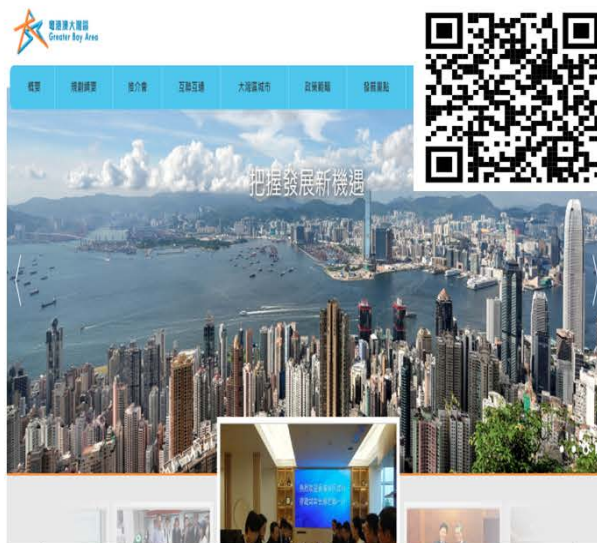 粵港澳大灣區
Greater Bay Area
概要
規劃綱要
推介會
互聯互通
大灣區城市
政策範疇
發展重點
把握發展新機遇